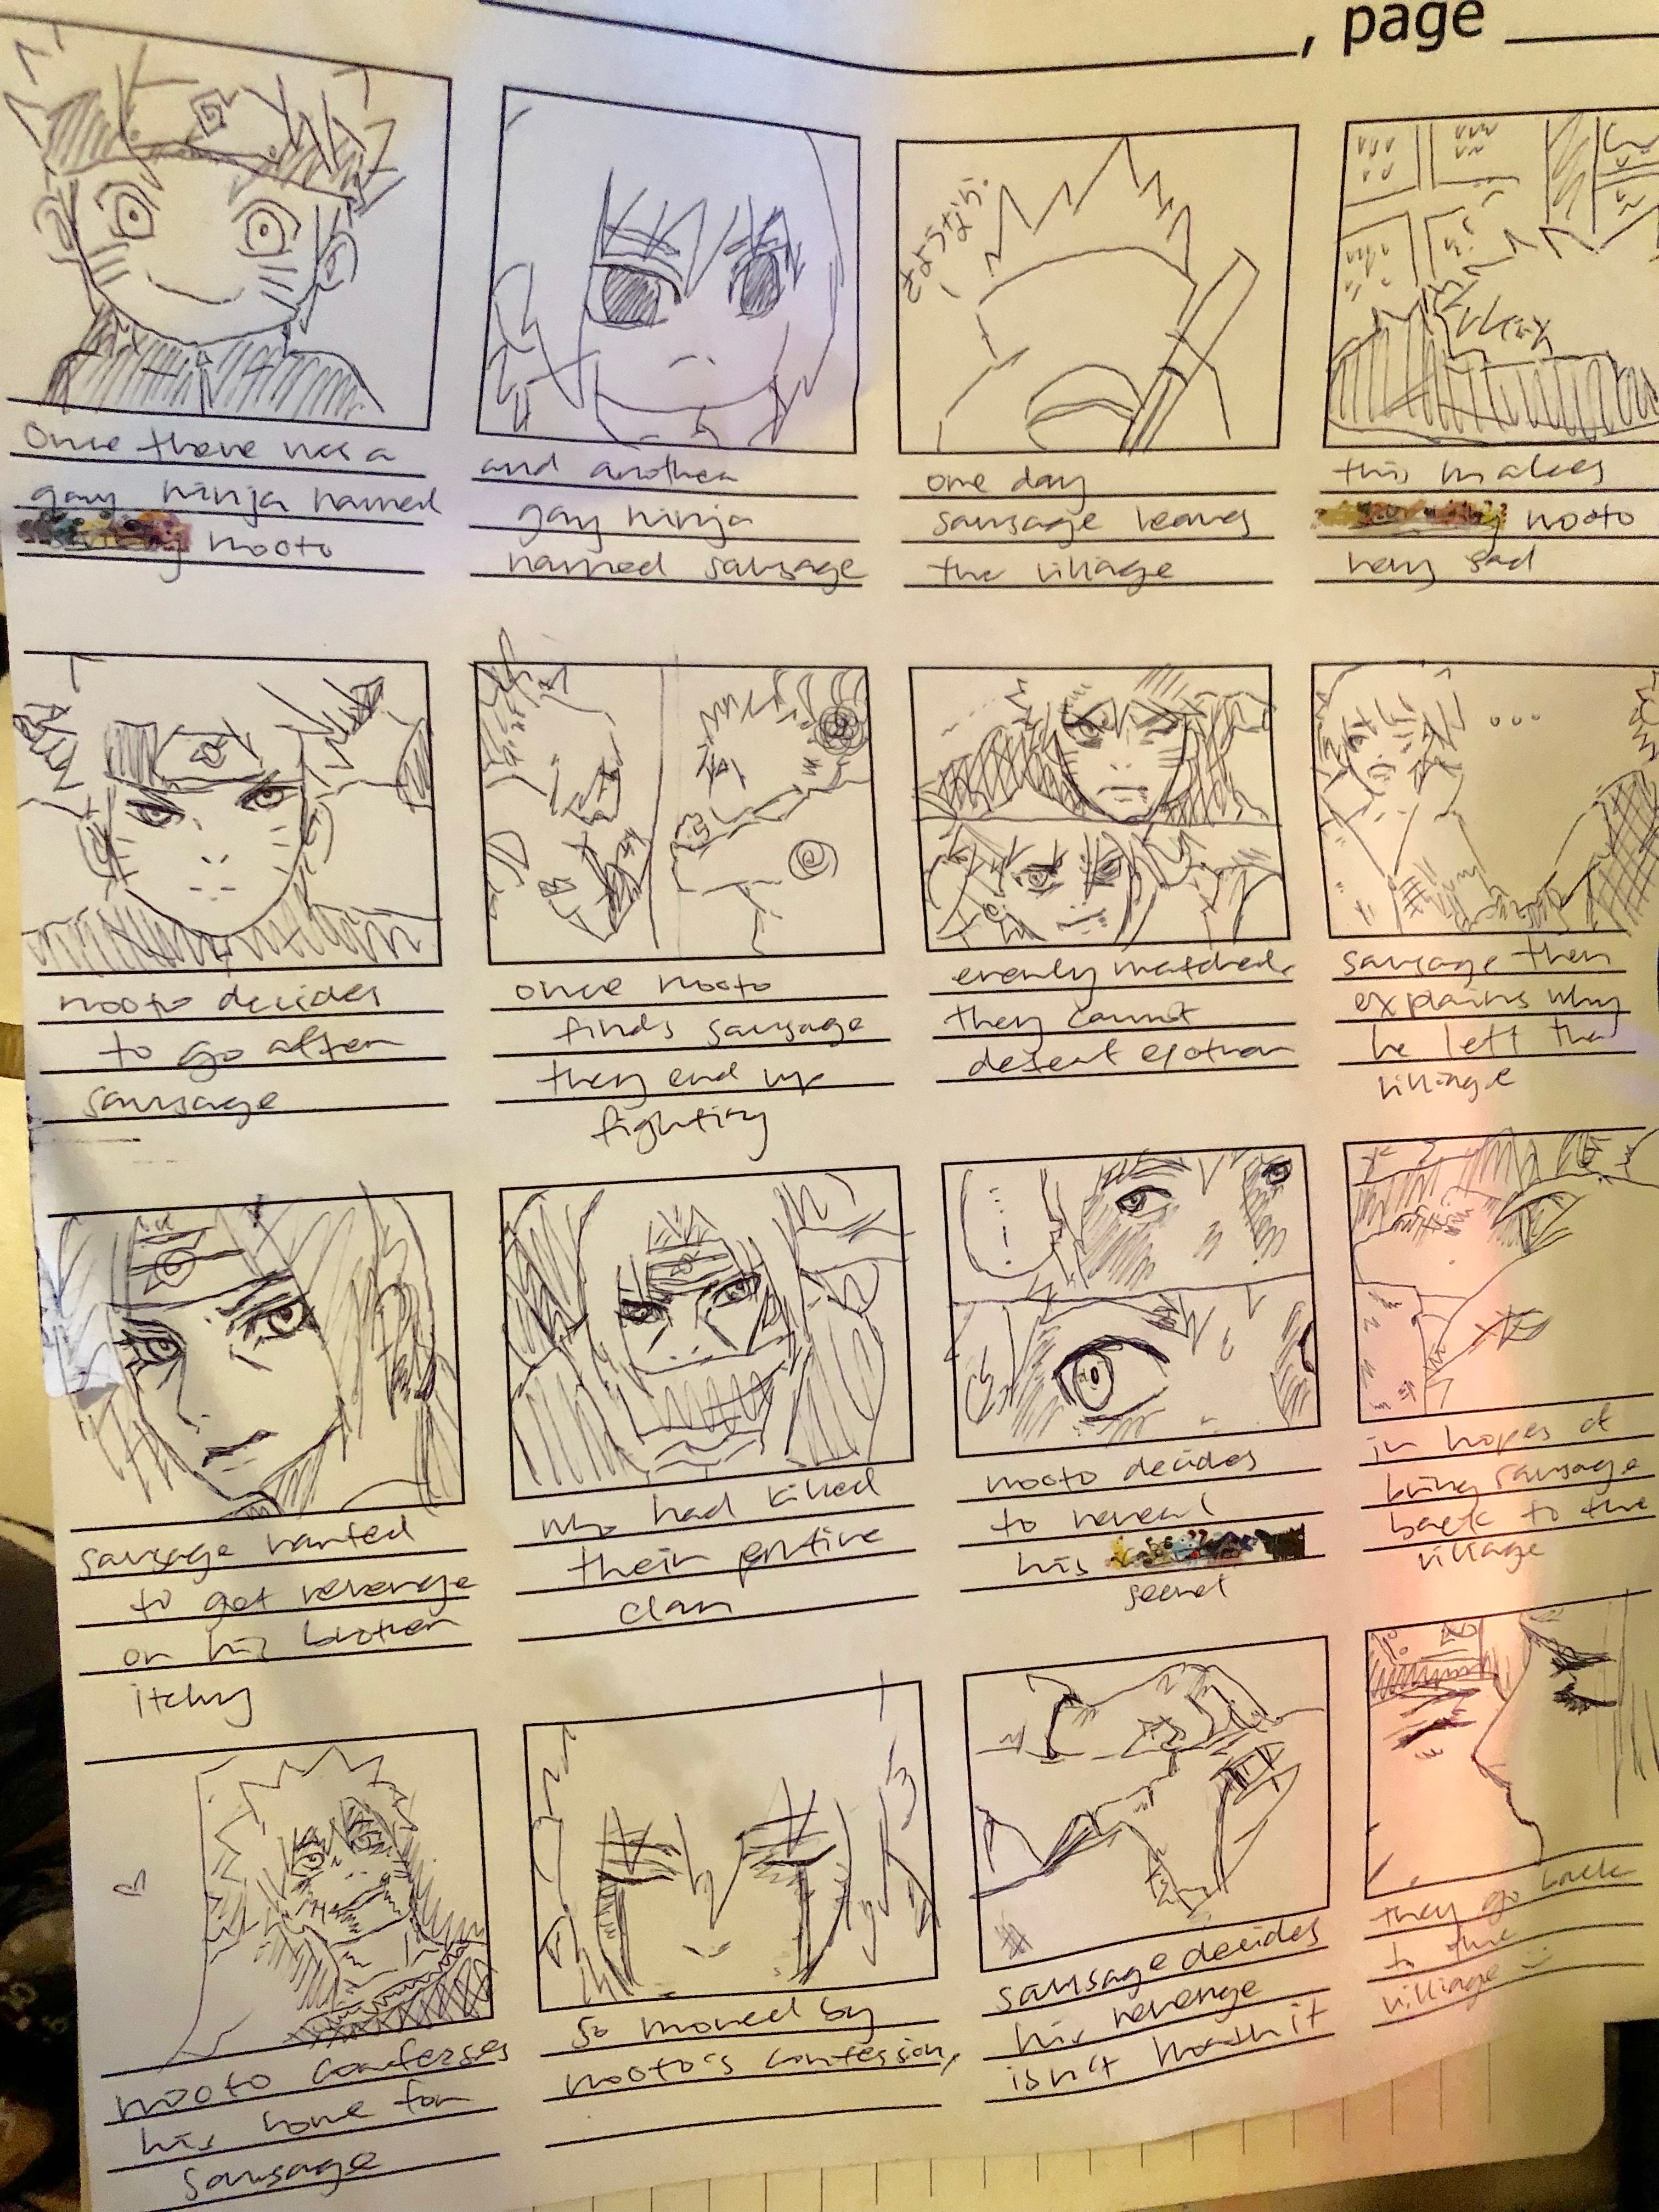 , page
さようなら.
Once there was a
gay ninja named
nooto
and another
gay ninja
named sausage
one day
sausage leaves
the village
this makes
nooto
very sad
nooto decides
to go after
sausage
once nooto
finds sausage
they end up
fighting
evenly matched
they cannot
defeat eachother
...
sausage then
explains why
he left the
village
sausage wanted
to get revenge
on his brother
itchy
who had killed
their entire
clan
nooto decides
to reveal
his
secret
in hopes of
bring sausage
back to the
village
nooto confesses
his love for
sausage
so moved by
nooto's confession,
sausage decides
his revenge
isn't worth it
they go back
to the
villiage :)